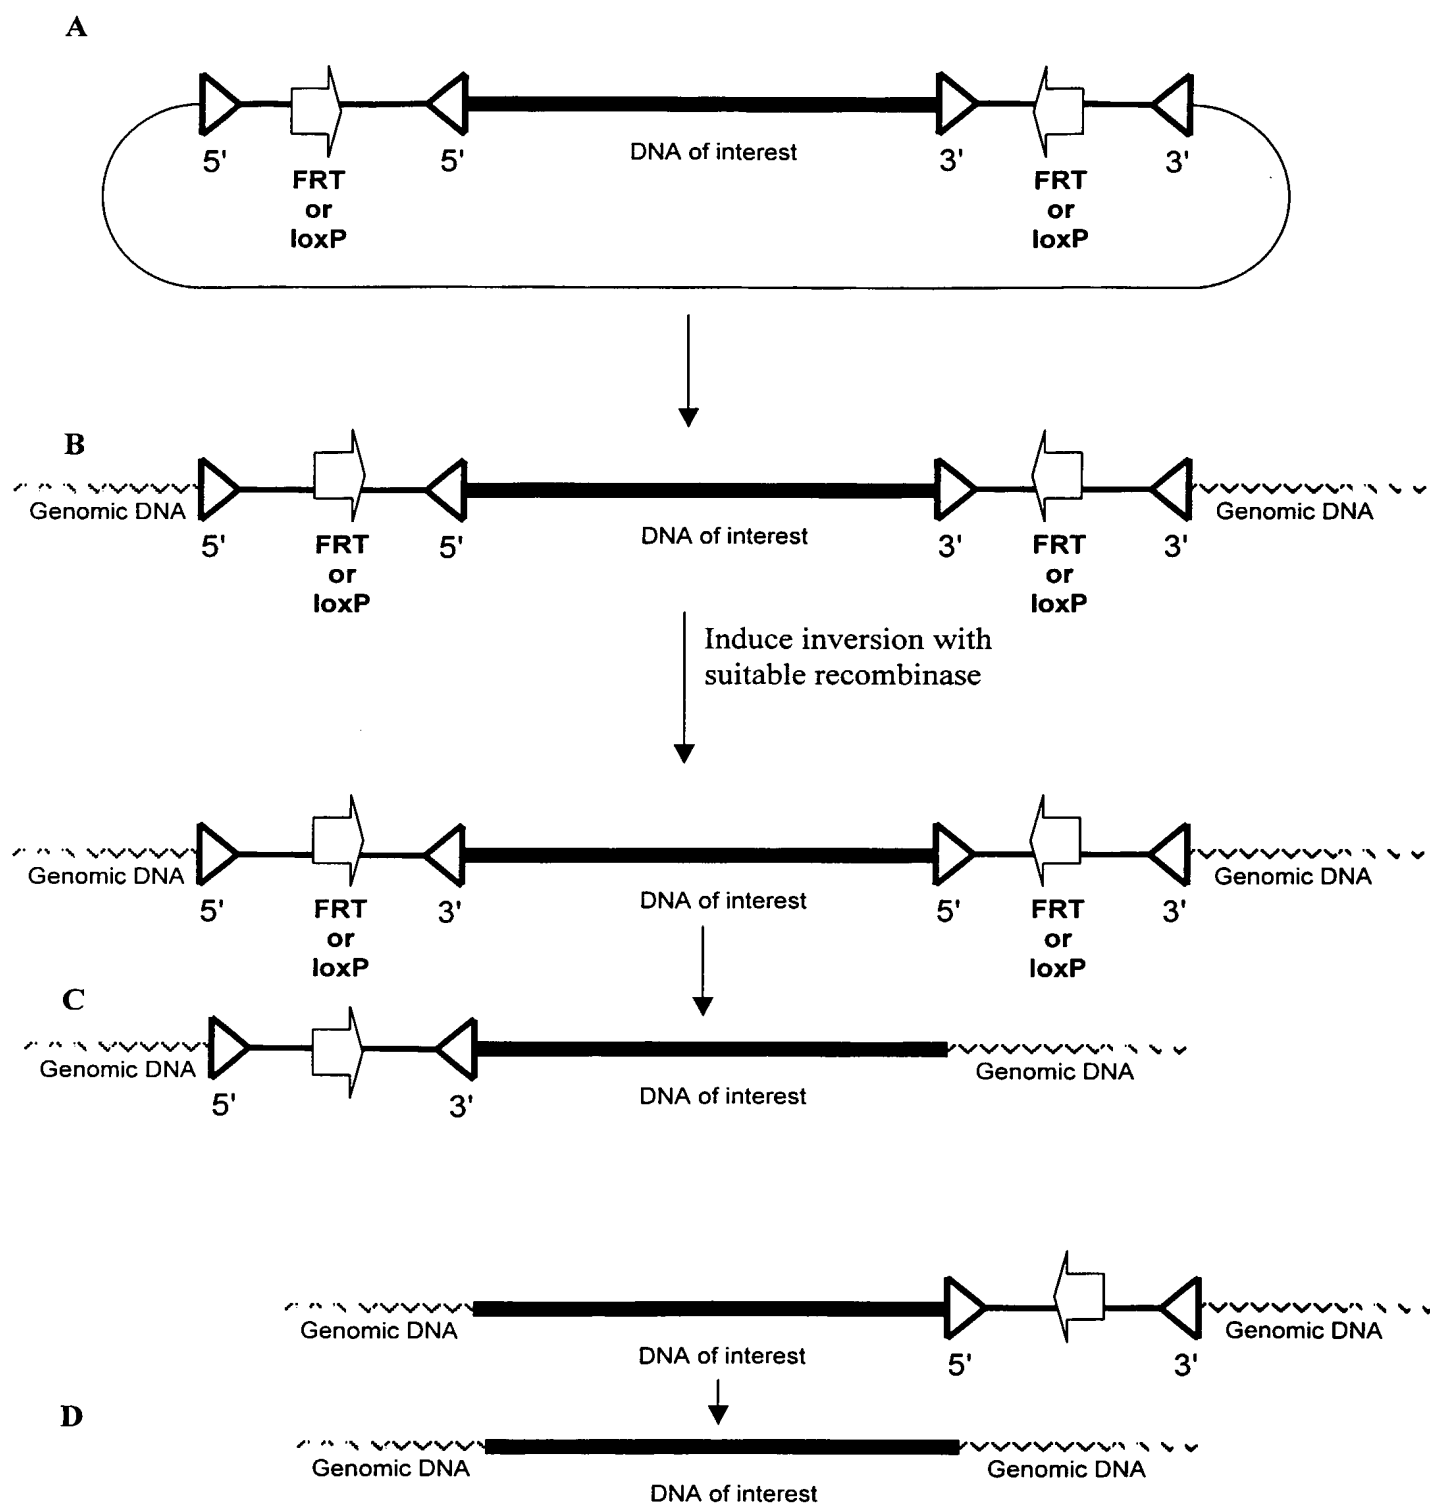 A
5' 5' DNA of interest 3' 3'
FRT FRT
or or
loxP loxP
B
Genomic DNA Genomic DNA
5' FRT 5' DNA of interest 3' FRT 3'
or or
loxP loxP
Induce inversion with
suitable recombinase
Genomic DNA Genomic DNA
5' FRT 3' DNA of interest 5' FRT 3'
or or
loxP loxP
C
Genomic DNA Genomic DNA
5' 3' DNA of interest
Genomic DNA Genomic DNA
DNA of interest 5' 3'
D
Genomic DNA Genomic DNA
DNA of interest